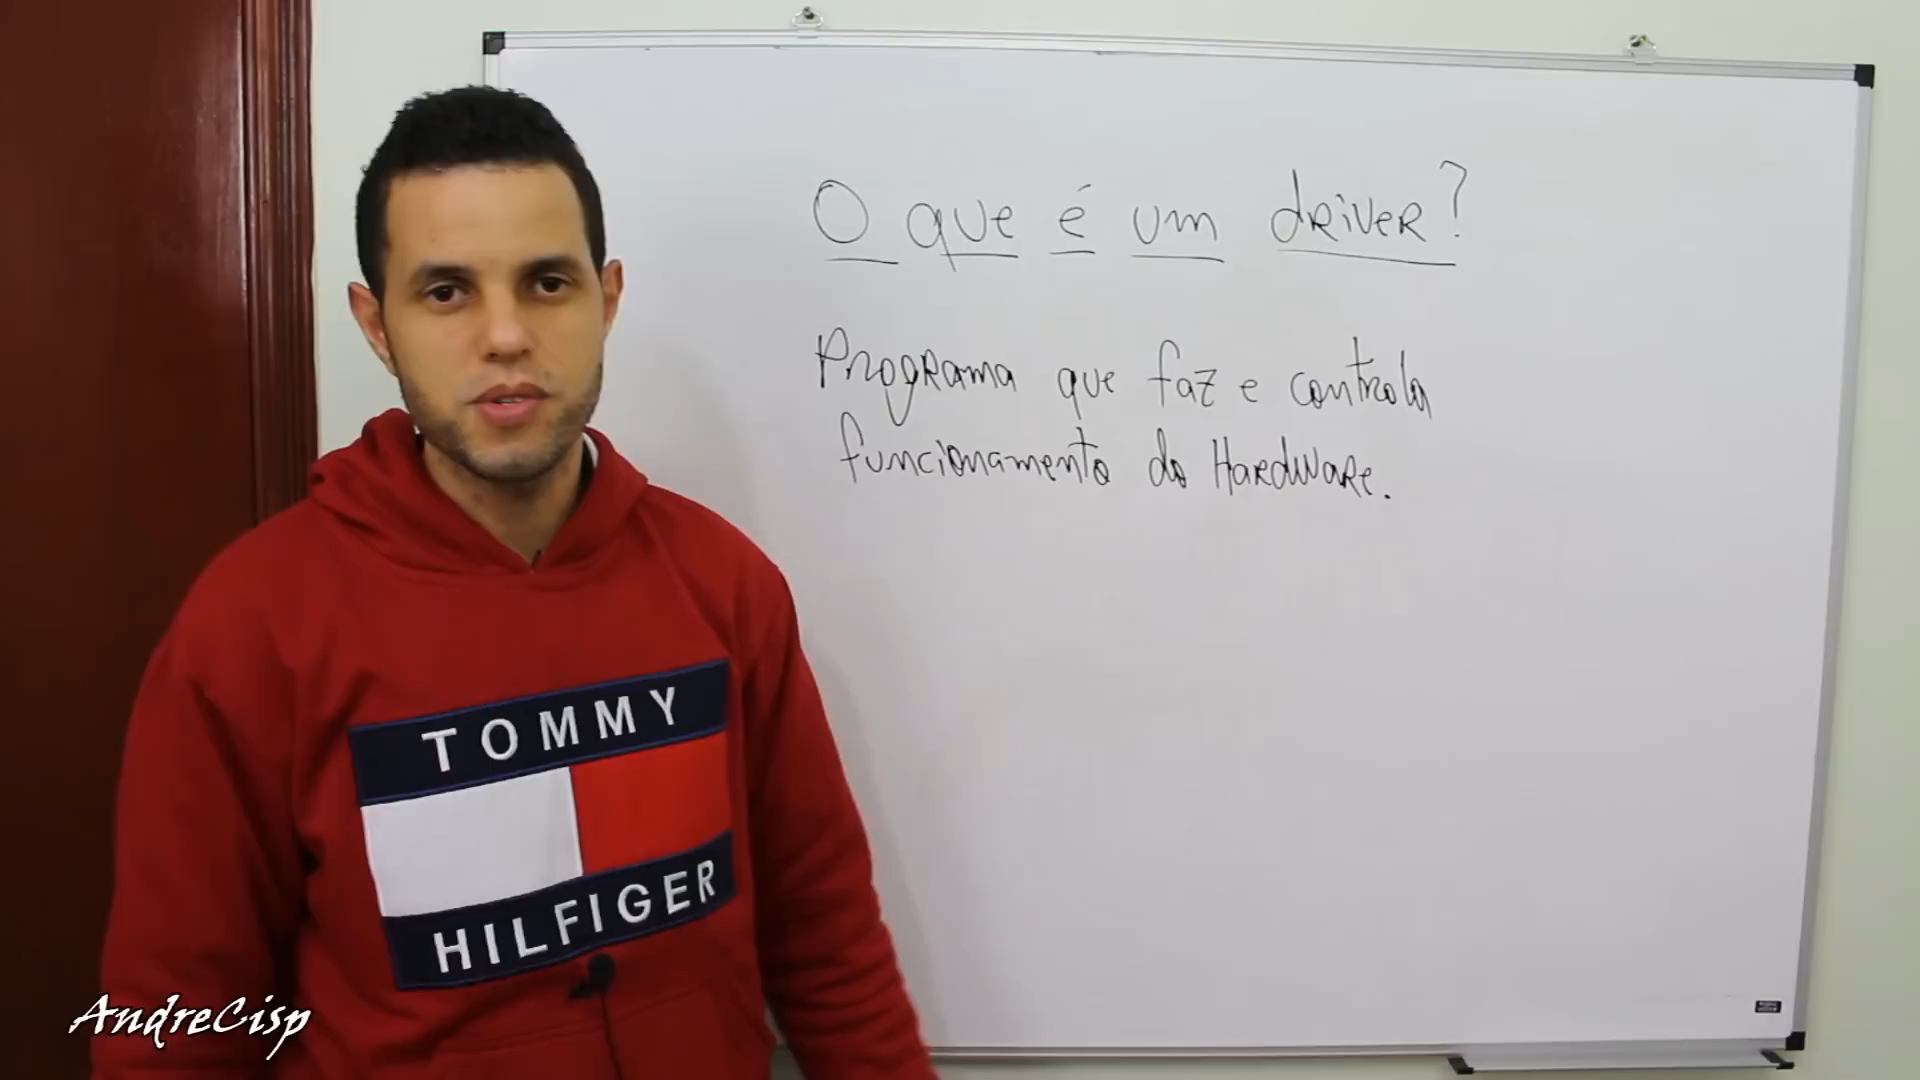 O que é um driver?
Programa que faz e controla
funcionamento do Hardware.
TOMMY
HILFIGER
AndreCisp